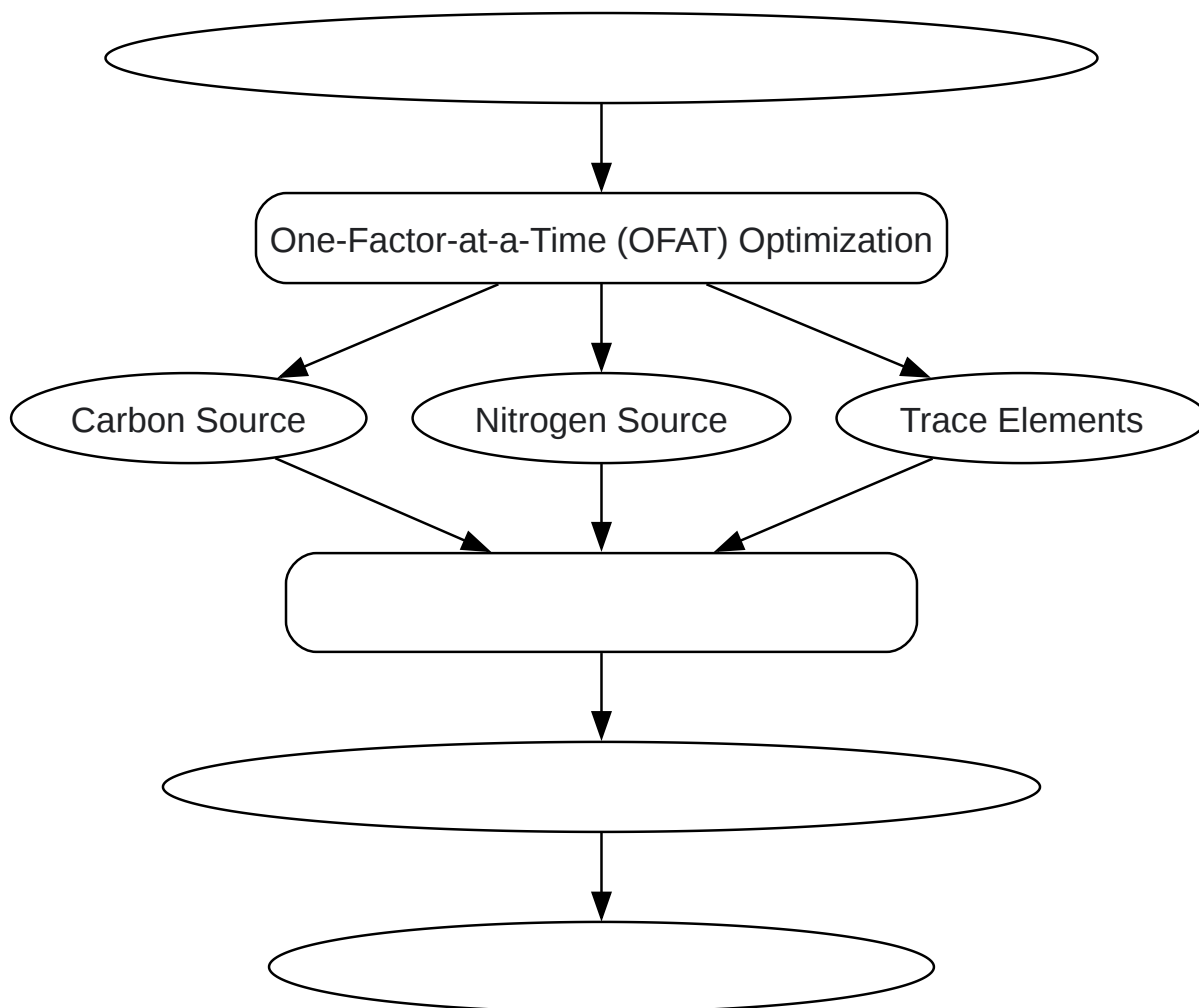 One-Factor-at-a-Time (OFAT) Optimization
Carbon Source
Nitrogen Source
Trace Elements